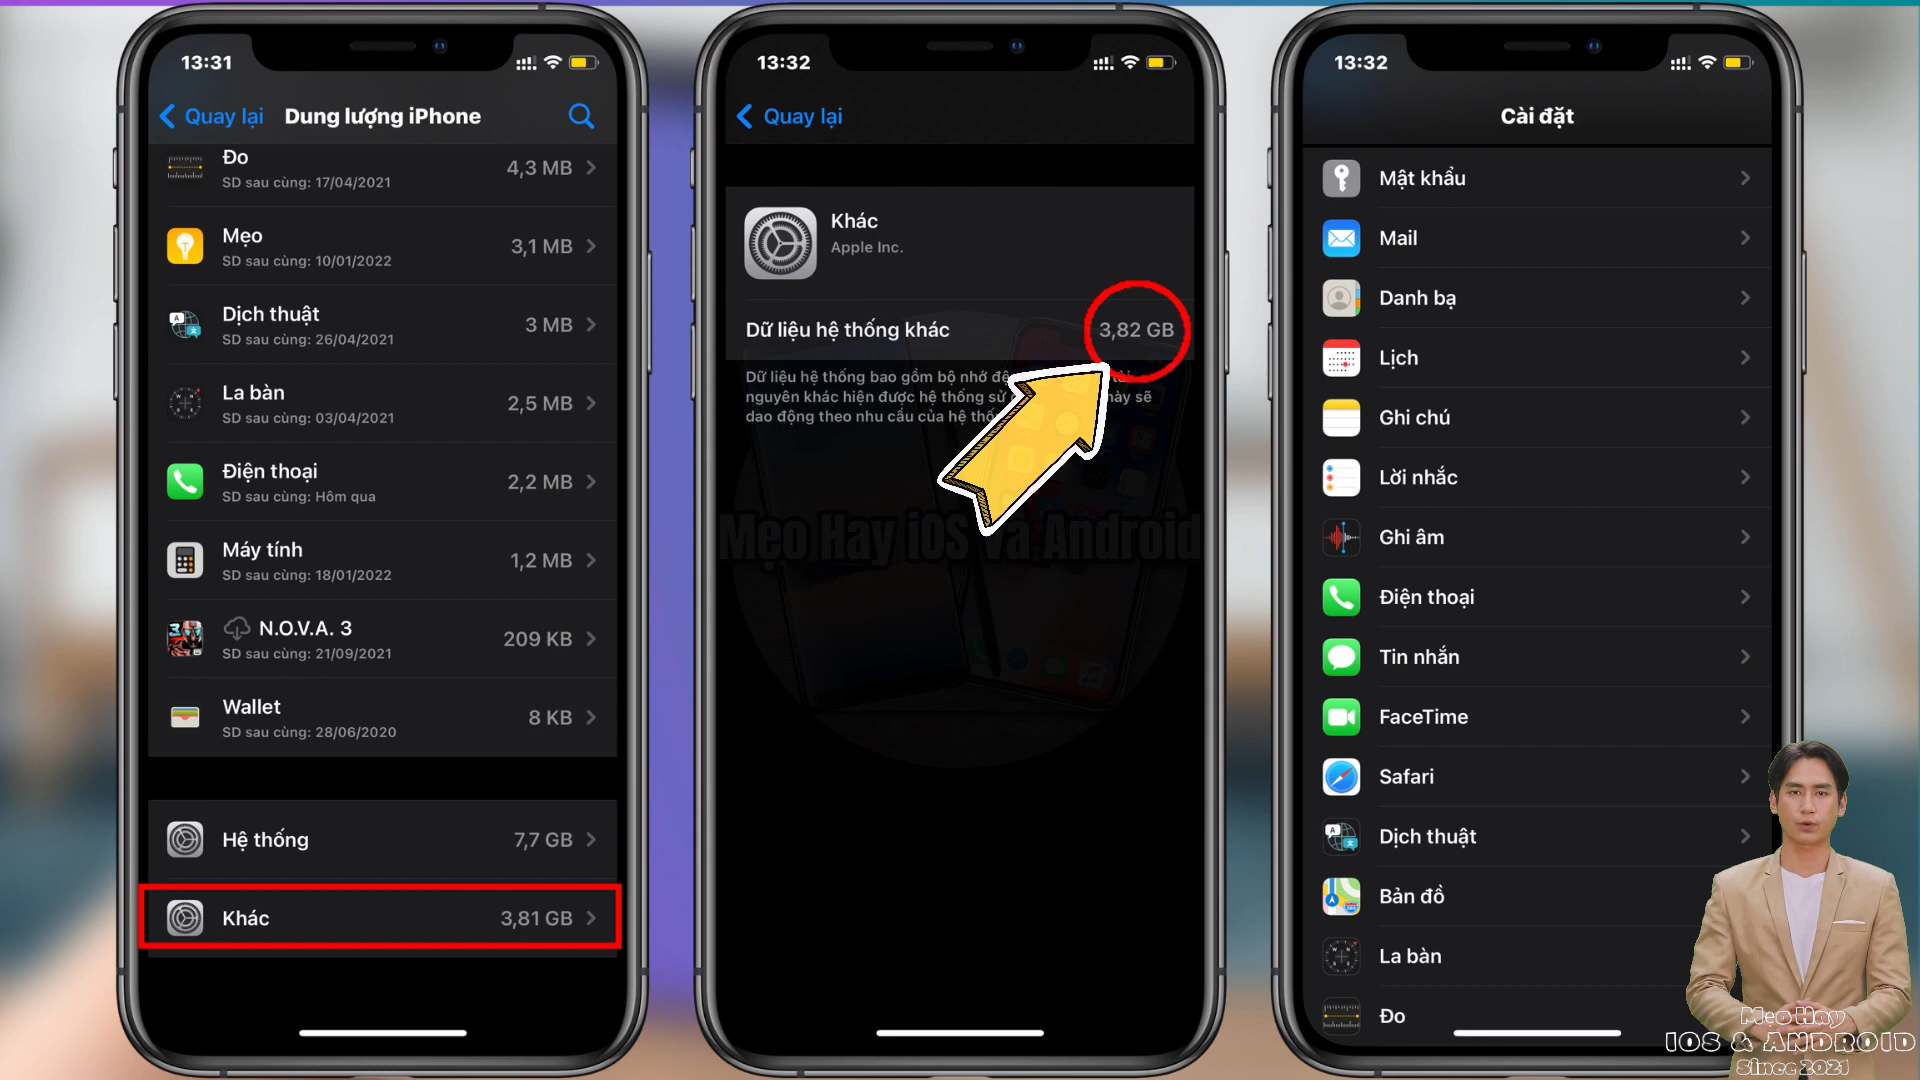 13:31
Quay lại
Dung lượng iPhone
Đo
4,3 MB
SD sau cùng: 17/04/2021
Mẹo
3,1 MB
SD sau cùng: 10/01/2022
Dịch thuật
3 MB
SD sau cùng: 26/04/2021
La bàn
2,5 MB
SD sau cùng: 03/04/2021
Điện thoại
2,2 MB
SD sau cùng: Hôm qua
Máy tính
1,2 MB
SD sau cùng: 18/01/2022
N.O.V.A. 3
209 KB
SD sau cùng: 21/09/2021
Wallet
8 KB
SD sau cùng: 28/06/2020
Hệ thống
7,7 GB
Khác
3,81 GB
13:32
Quay lại
Khác
Apple Inc.
Dữ liệu hệ thống khác
3,82 GB
Dữ liệu hệ thống bao gồm bộ nhớ
nguyên khác hiện được hệ thống sử này sẽ
dao động theo nhu cầu của hệ
Mẹo Hay iOS Và Android
13:32
Cài đặt
Mật khẩu
Mail
Danh bạ
Lịch
Ghi chú
Lời nhắc
Ghi âm
Điện thoại
Tin nhắn
FaceTime
Safari
Dịch thuật
Bản đồ
La bàn
Đo
Mẹo Hay
IOS & ANDROID
Since 2021